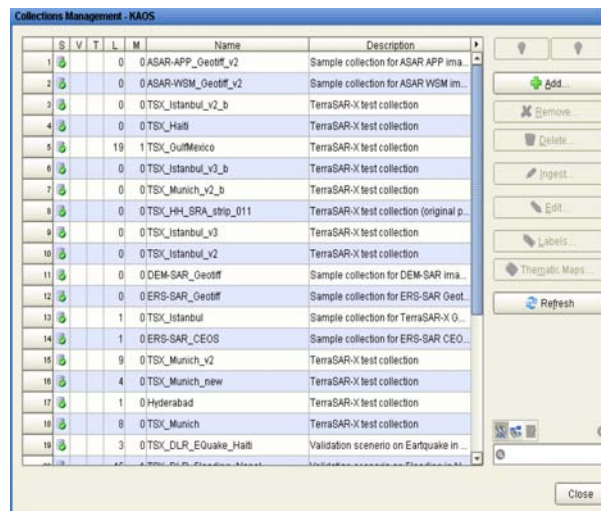 Collections Management - KAOS
S V T L M Name Description
1 0 0 ASAR-APP_Geotiff_v2 Sample collection for ASAR APP ima...
2 0 0 ASAR-WSM_Geotiff_v2 Sample collection for ASAR WSM im...
3 0 0 TSX_Istanbul_v2_b TerraSAR-X test collection
4 0 0 TSX_Haiti TerraSAR-X test collection
5 19 1 TSX_GulfMexico TerraSAR-X test collection
6 0 0 TSX_Istanbul_v3_b TerraSAR-X test collection
7 0 0 TSX_Munich_v2_b TerraSAR-X test collection
8 0 0 TSX_HH_SRA_strip_011 TerraSAR-X test collection (original p...
9 0 0 TSX_Istanbul_v3 TerraSAR-X test collection
10 0 0 TSX_Istanbul_v2 TerraSAR-X test collection
11 0 0 DEM-SAR_Geotiff Sample collection for DEM-SAR ima...
12 0 0 ERS-SAR_Geotiff Sample collection for ERS-SAR Geot...
13 1 0 TSX_Istanbul Sample collection for TerraSAR-X G...
14 1 0 ERS-SAR_CEOS Sample collection for ERS-SAR CEO...
15 9 0 TSX_Munich_v2 TerraSAR-X test collection
16 4 0 TSX_Munich_new TerraSAR-X test collection
17 1 0 Hyderabad TerraSAR-X test collection
18 8 0 TSX_Munich TerraSAR-X test collection
19 3 0 TSX_DLR_EQuake_Haiti Validation scenerio on Eartquake in ...
Add...
Remove...
Delete...
Ingest...
Edit...
Labels...
Thematic Maps...
Refresh
Close